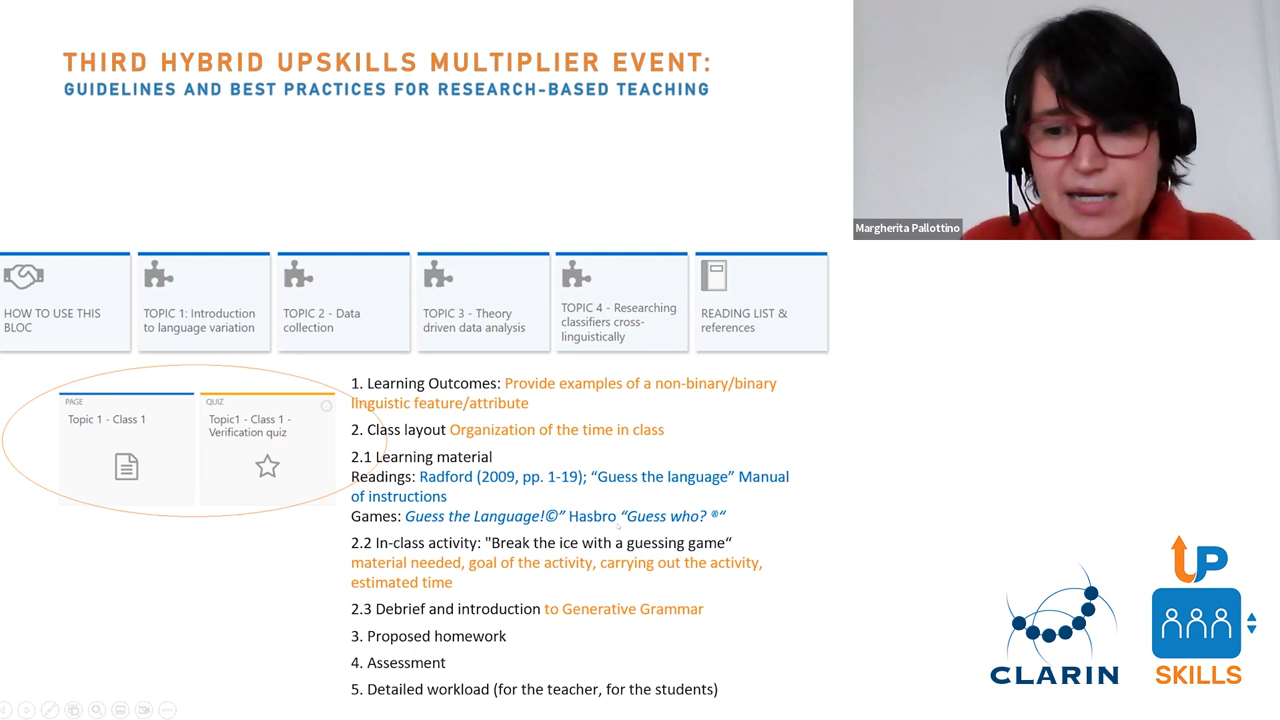 THIRD HYBRID UPSKILLS MULTIPLIER EVENT:
GUIDELINES AND BEST PRACTICES FOR RESEARCH-BASED TEACHING
Margherita Pallottino
HOW TO USE THIS
BLOC
TOPIC 1: Introduction
to language variation
TOPIC 2 - Data
collection
TOPIC 3 - Theory
driven data analysis
TOPIC 4 - Researching
classifiers cross-
linguistically
READING LIST &
references
PAGE
Topic 1 - Class 1
QUIZ
Topic1 - Class 1 -
Verification quiz
1. Learning Outcomes: Provide examples of a non-binary/binary
linguistic feature/attribute
2. Class layout Organization of the time in class
2.1 Learning material
Readings: Radford (2009, pp. 1-19); “Guess the language” Manual
of instructions
Games: Guess the Language!©” Hasbro “Guess who? ®“
2.2 In-class activity: "Break the ice with a guessing game“
material needed, goal of the activity, carrying out the activity,
estimated time
2.3 Debrief and introduction to Generative Grammar
3. Proposed homework
4. Assessment
5. Detailed workload (for the teacher, for the students)
CLARIN
UP
SKILLS